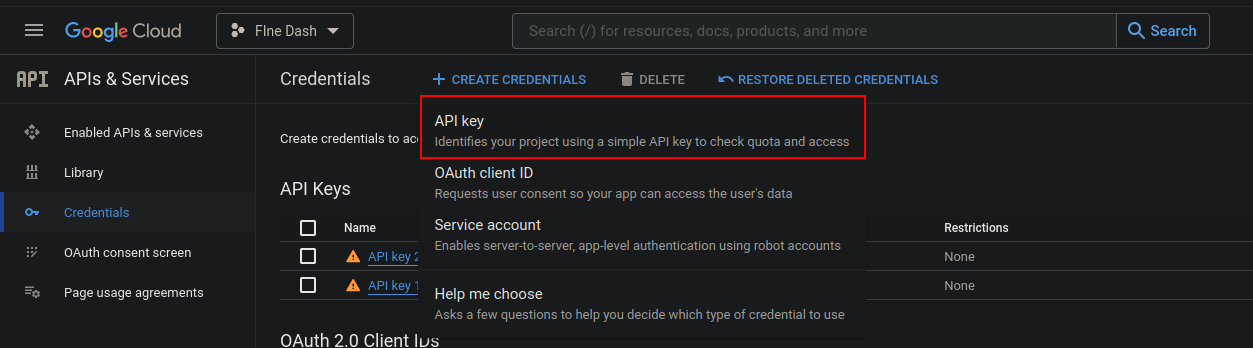 Google Cloud
FIne Dash
Search (/) for resources, docs, products, and more
Search
API
APIs & Services
Credentials
CREATE CREDENTIALS
DELETE
RESTORE DELETED CREDENTIALS
Enabled APIs & services
Library
Credentials
OAuth consent screen
Page usage agreements
Create credentials to
API key
Identifies your project using a simple API key to check quota and access
OAuth client ID
Requests user consent so your app can access the user's data
Service account
Enables server-to-server, app-level authentication using robot accounts
Help me choose
Asks a few questions to help you decide which type of credential to use
API Keys
Name
Restrictions
API key 2
None
API key 1
None
OAuth 2.0 Client IDs